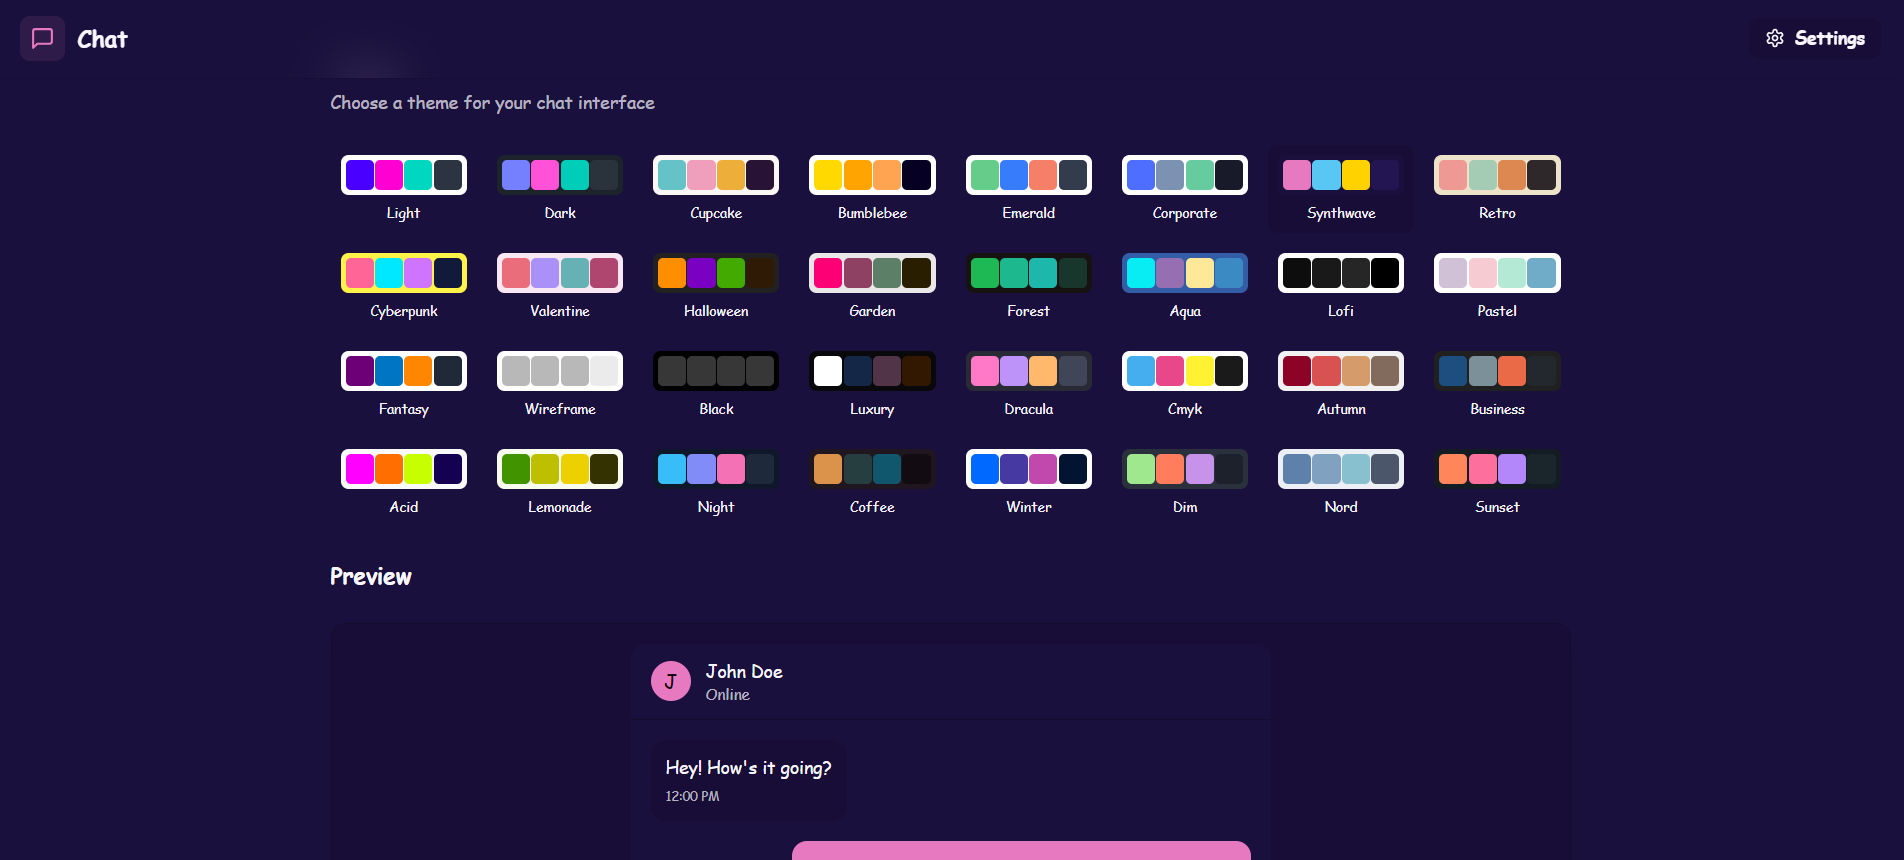 Chat
Settings
Choose a theme for your chat interface
Light
Dark
Cupcake
Bumblebee
Emerald
Corporate
Synthwave
Retro
Cyberpunk
Valentine
Halloween
Garden
Forest
Aqua
Lofi
Pastel
Fantasy
Wireframe
Black
Luxury
Dracula
Cmyk
Autumn
Business
Acid
Lemonade
Night
Coffee
Winter
Dim
Nord
Sunset
Preview
J
John Doe
Online
Hey! How's it going?
12:00 PM